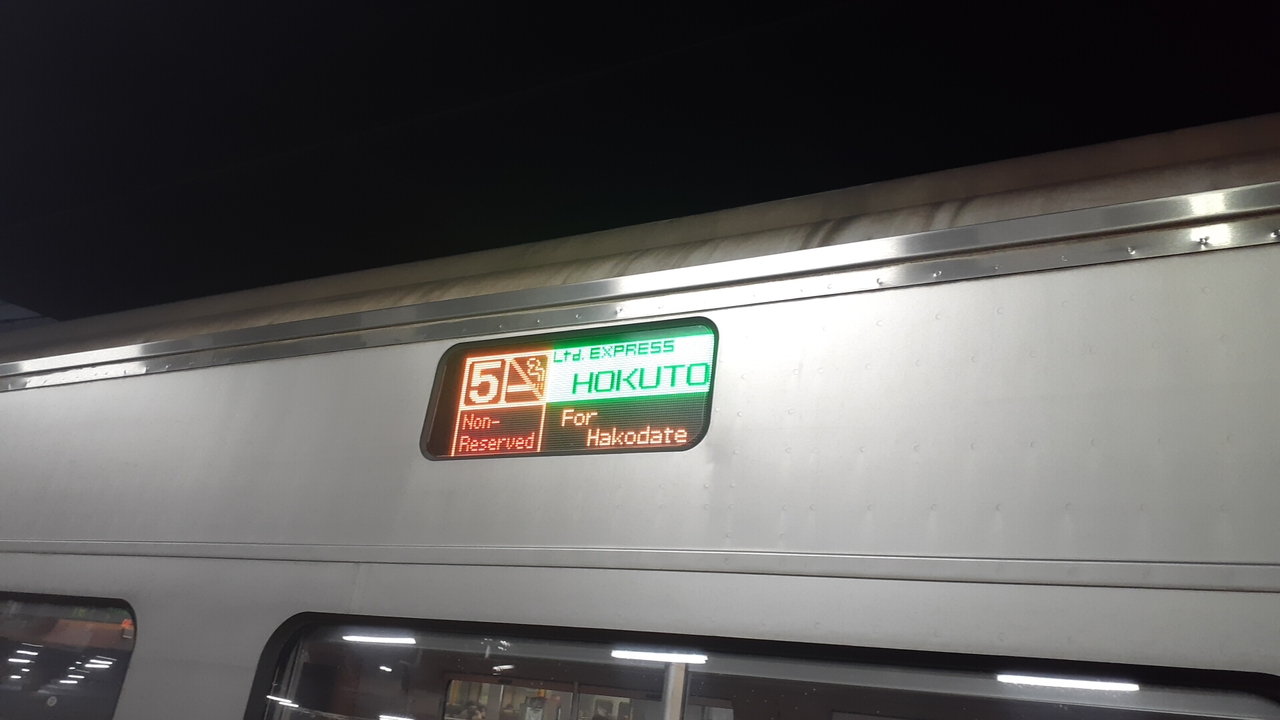 5
Non-
Reserved
Ltd. EXPRESS
HOKUTO
For
Hakodate